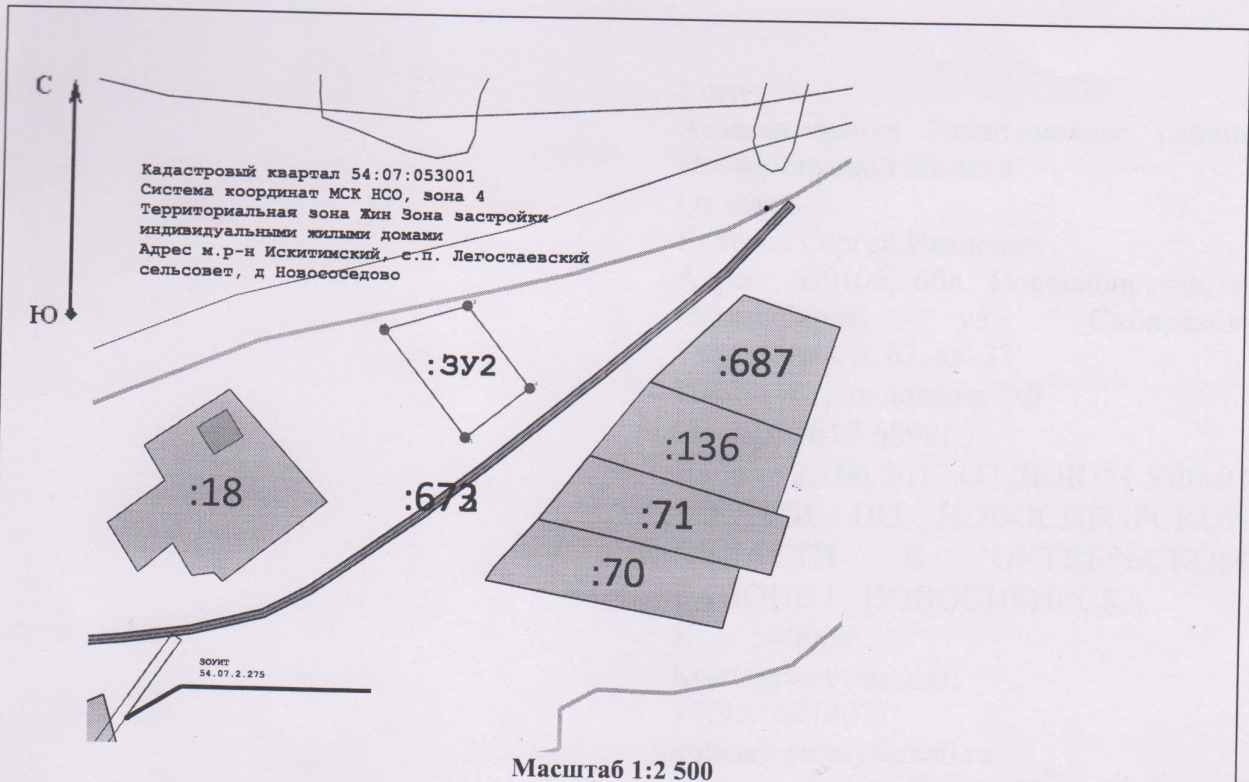 С
Кадастровый квартал 54:07:053001
Система координат МСК НСО, зона 4
Территориальная зона Жин Зона застройки
индивидуальными жилыми домами
Адрес м.р-н Искитимский, с.п. Легостаевский
сельсовет, д Новососедово
Ю
:ЗУ2
:687
:136
:18
:71
:70
ЗОУИТ
54.07.2.275
Масштаб 1:2 500